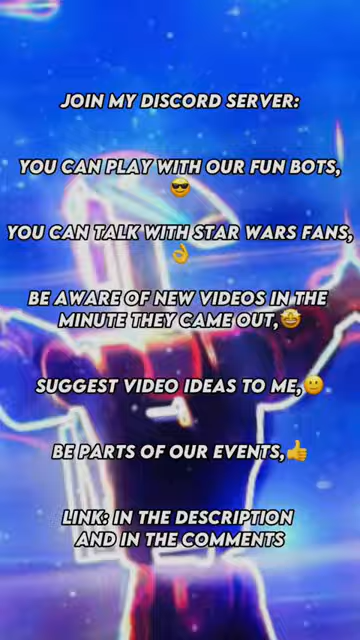 JOIN MY DISCORD SERVER:
YOU CAN PLAY WITH OUR FUN BOTS,
😎
YOU CAN TALK WITH STAR WARS FANS,
👌
BE AWARE OF NEW VIDEOS IN THE
MINUTE THEY CAME OUT,🤩
SUGGEST VIDEO IDEAS TO ME,🙂
BE PARTS OF OUR EVENTS,👍
LINK: IN THE DESCRIPTION
AND IN THE COMMENTS